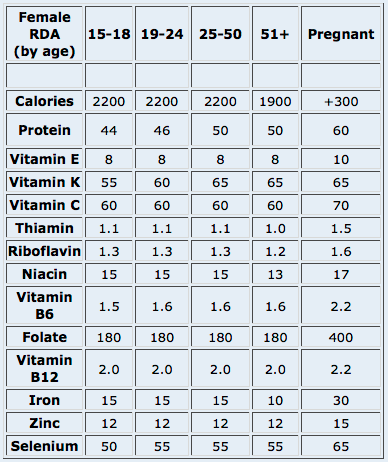 Female RDA (by age) 15-18 19-24 25-50 51+ Pregnant
Calories 2200 2200 2200 1900 +300
Protein 44 46 50 50 60
Vitamin E 8 8 8 8 10
Vitamin K 55 60 65 65 65
Vitamin C 60 60 60 60 70
Thiamin 1.1 1.1 1.1 1.0 1.5
Riboflavin 1.3 1.3 1.3 1.2 1.6
Niacin 15 15 15 13 17
Vitamin B6 1.5 1.6 1.6 1.6 2.2
Folate 180 180 180 180 400
Vitamin B12 2.0 2.0 2.0 2.0 2.2
Iron 15 15 15 10 30
Zinc 12 12 12 12 15
Selenium 50 55 55 55 65